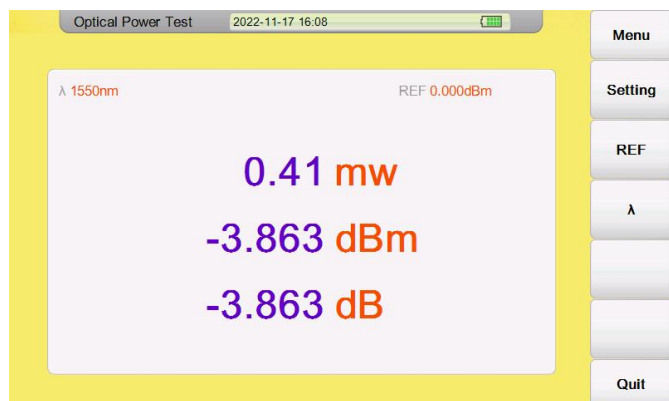 Optical Power Test 2022-11-17 16:08
Menu
λ 1550nm REF 0.000dBm
Setting
REF
0.41 mw
λ
-3.863 dBm
-3.863 dB
Quit